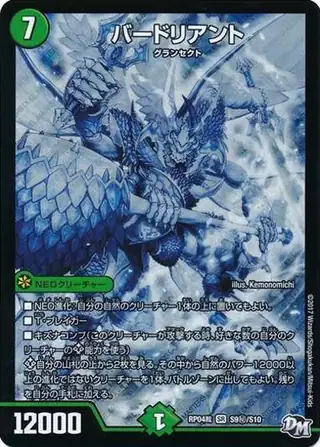 7
バードリアント
グランセクト
illus. Kemonomichi
NEOクリーチャー
■NEO進化:自分の自然のクリーチャー1体の上に置いてもよい。
■T・ブレイカー
■キズナコンプ(このクリーチャーが攻撃する時、好きな数の自分のクリーチ
ャーの能力を使う)
■自分の山札の上から2枚を見る。その中から自然のパワー12000以
上の進化ではないクリーチャーを1体、バトルゾーンに出してもよい。残り
を自分の手札に加える。
12000
1
RP04 SR S9/S10
DM
©2017 Wizards/Shogakukan/Mitsui-Kids